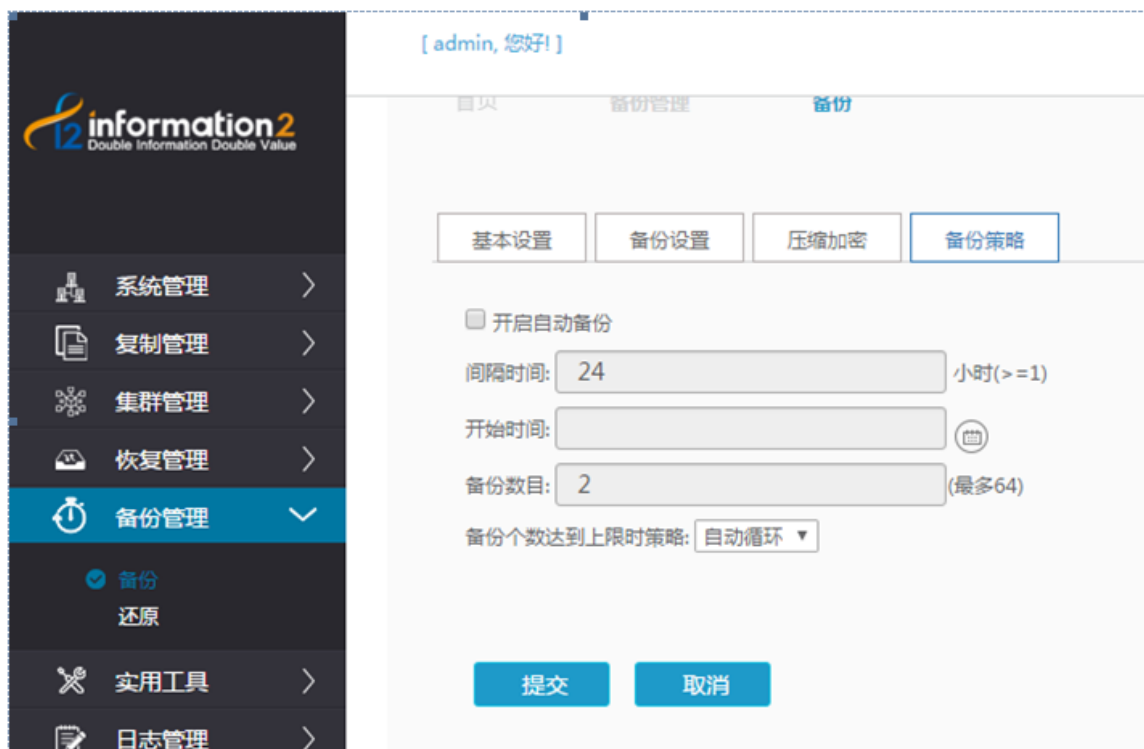 [ admin, 您好! ]
首页 备份管理 备份
information2
Double Information Double Value
基本设置 备份设置 压缩加密 备份策略
系统管理
复制管理
集群管理
恢复管理
备份管理
备份
还原
实用工具
日志管理
开启自动备份
间隔时间: 24 小时(>=1)
开始时间:
备份数目: 2 (最多64)
备份个数达到上限时策略: 自动循环
提交 取消